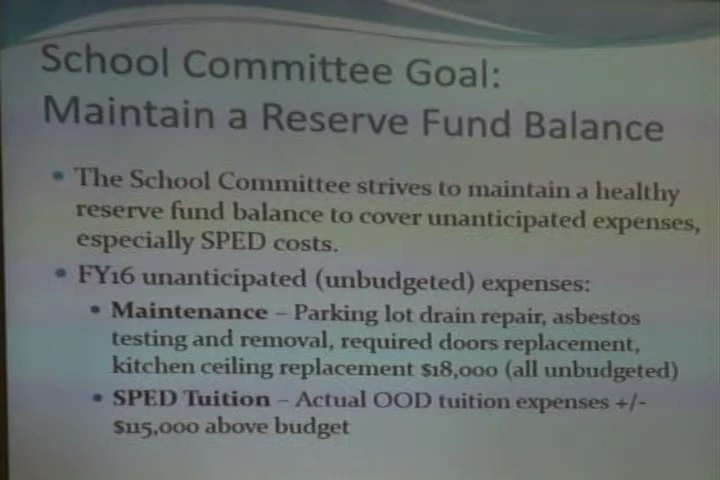 School Committee Goal:
Maintain a Reserve Fund Balance
• The School Committee strives to maintain a healthy
reserve fund balance to cover unanticipated expenses,
especially SPED costs.
• FY16 unanticipated (unbudgeted) expenses:
• Maintenance – Parking lot drain repair, asbestos
testing and removal, required doors replacement,
kitchen ceiling replacement $18,000 (all unbudgeted)
• SPED Tuition – Actual OOD tuition expenses +/-
$115,000 above budget